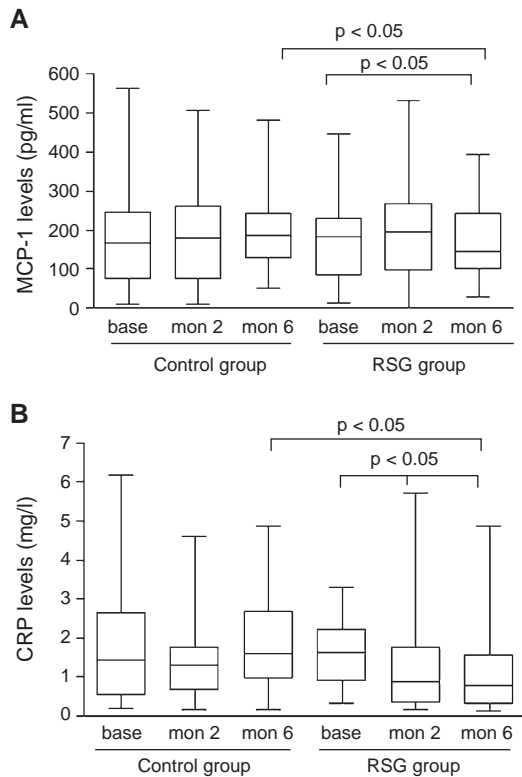 A
p < 0.05
p < 0.05
MCP-1 levels (pg/ml)
600
500
400
300
200
100
0
base mon 2 mon 6 base mon 2 mon 6
Control group RSG group
B
p < 0.05
p < 0.05
CRP levels (mg/l)
7
6
5
4
3
2
1
0
base mon 2 mon 6 base mon 2 mon 6
Control group RSG group